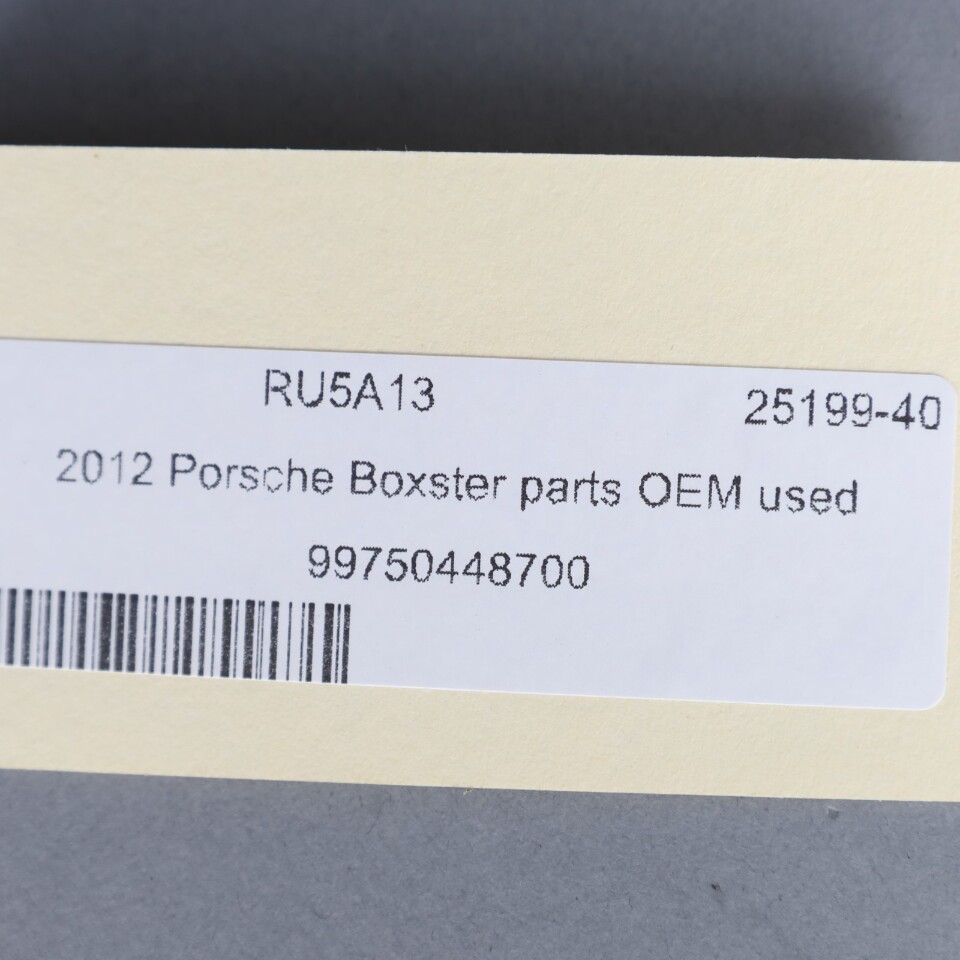 RU5A13 25199-40
2012 Porsche Boxster parts OEM used
99750448700